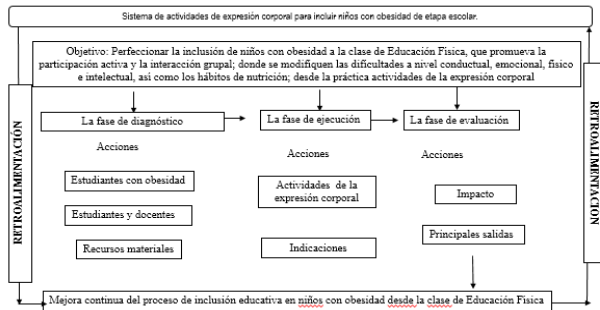 Sistema de actividades de expresión corporal para incluir niños con obesidad de etapa escolar.
Objetivo: Perfeccionar la inclusión de niños con obesidad a la clase de Educación Física, que promueva la
participación activa y la interacción grupal; donde se modifiquen las dificultades a nivel conductual, emocional, físico
e intelectual, asi como los hábitos de nutrición; desde la práctica actividades de la expresión corporal
RETROALIMENTACIÓN
RETROALIMENTACIÓN
La fase de diagnóstico
La fase de ejecución
La fase de evaluación
Acciones
Acciones
Acciones
Estudiantes con obesidad
Actividades de la
expresión corporal
Impacto
Estudiantes y docentes
Principales salidas
Recursos materiales
Indicaciones
Mejora continua del proceso de inclusión educativa en niños con obesidad desde la clase de Educación Física